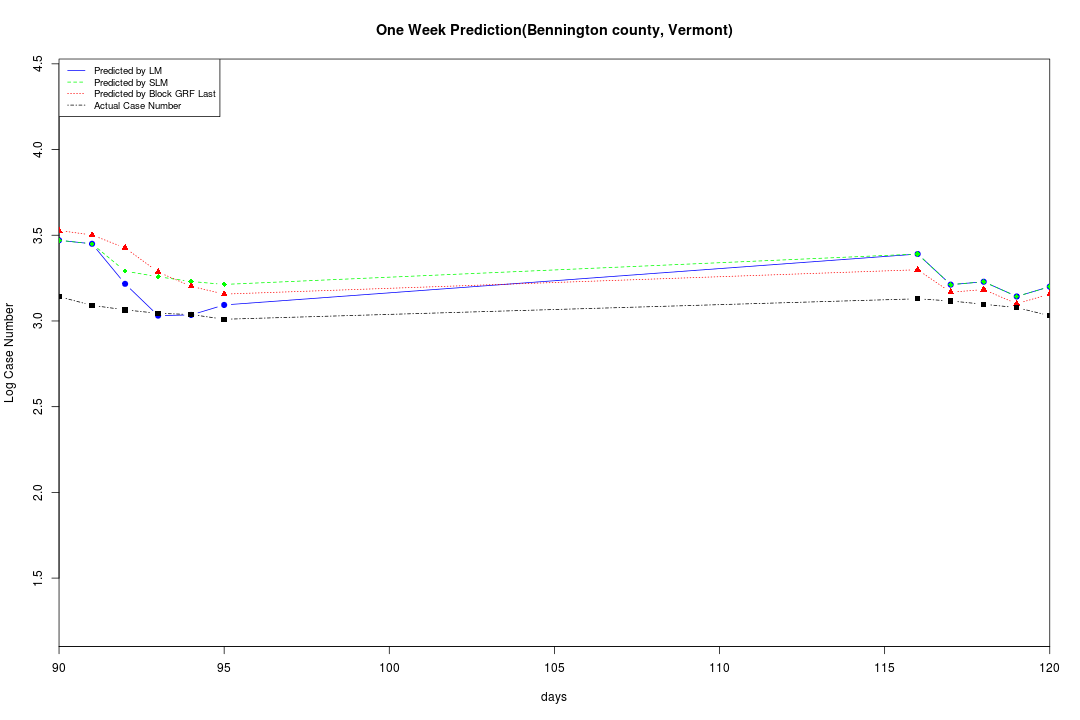 One Week Prediction(Bennington county, Vermont)
Predicted by LM
Predicted by SLM
Predicted by Block GRF Last
Actual Case Number
Log Case Number
4.5
4.0
3.5
3.0
2.5
2.0
1.5
90 95 100 105 110 115 120
days